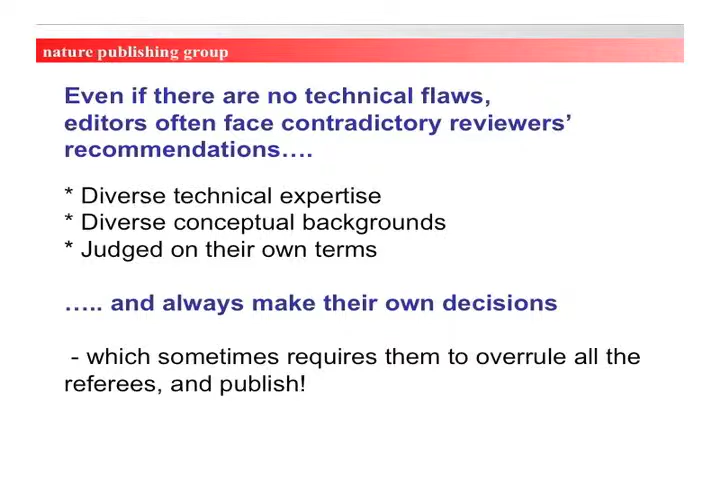 nature publishing group
Even if there are no technical flaws,
editors often face contradictory reviewers’
recommendations….
* Diverse technical expertise
* Diverse conceptual backgrounds
* Judged on their own terms
….. and always make their own decisions
- which sometimes requires them to overrule all the
referees, and publish!